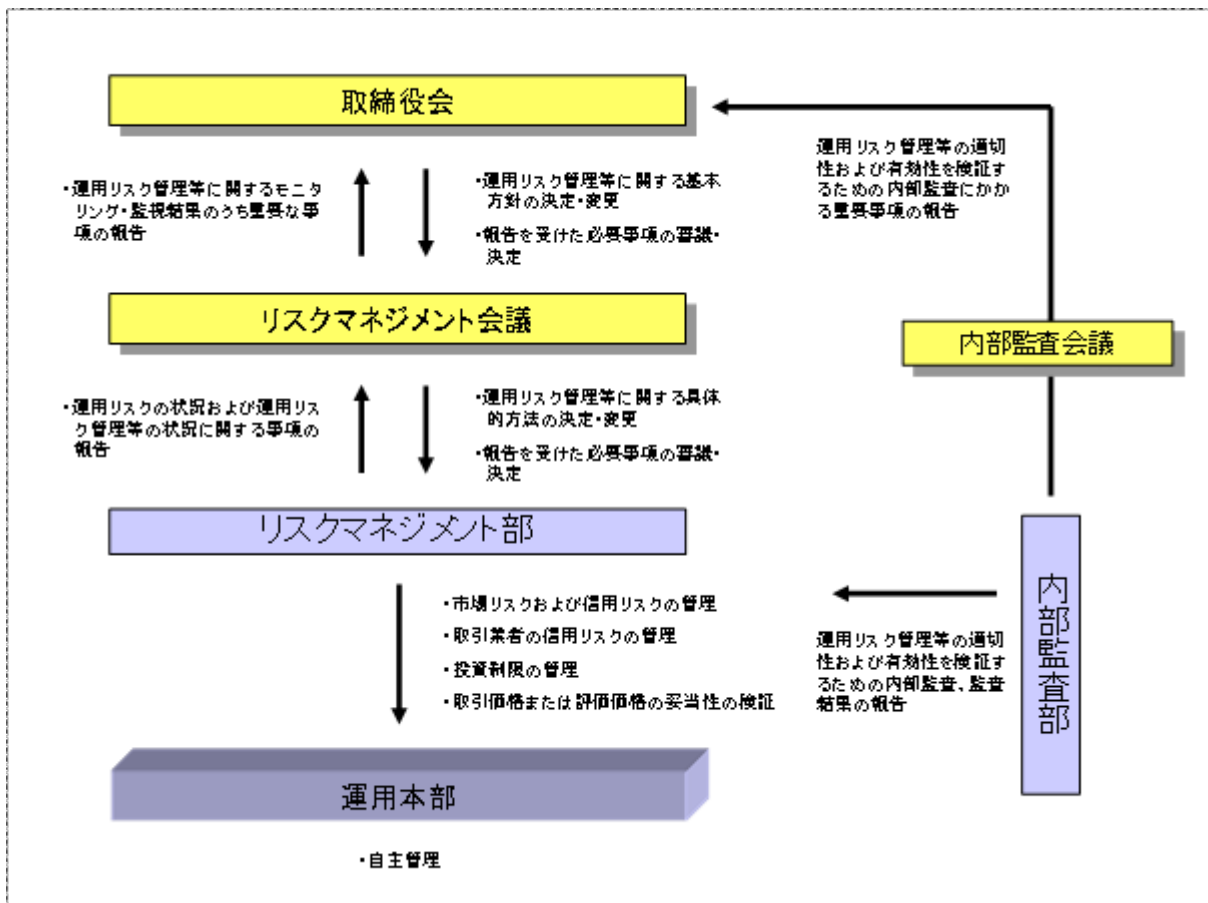 取締役会
・運用リスク管理等に関するモニ
タリング・監視結果のうち重要な事
項の報告
・運用リスク管理等に関する基本
方針の決定・変更
・報告を受けた必要事項の審議・
決定
運用リスク管理等の適切
性および有効性を検証す
るための内部監査にかか
る重要事項の報告
リスクマネジメント会議
内部監査会議
・運用リスクの状況および運用リス
ク管理等の状況に関する事項の
報告
・運用リスク管理等に関する具体
的方法の決定・変更
・報告を受けた必要事項の審議・
決定
リスクマネジメント部
・市場リスクおよび信用リスクの管理
・取引業者の信用リスクの管理
・投資制限の管理
・取引価格または評価価格の妥当性の検証
運用リスク管理等の適切
性および有効性を検証す
るための内部監査、監査
結果の報告
内部監査部
運用本部
・自主管理